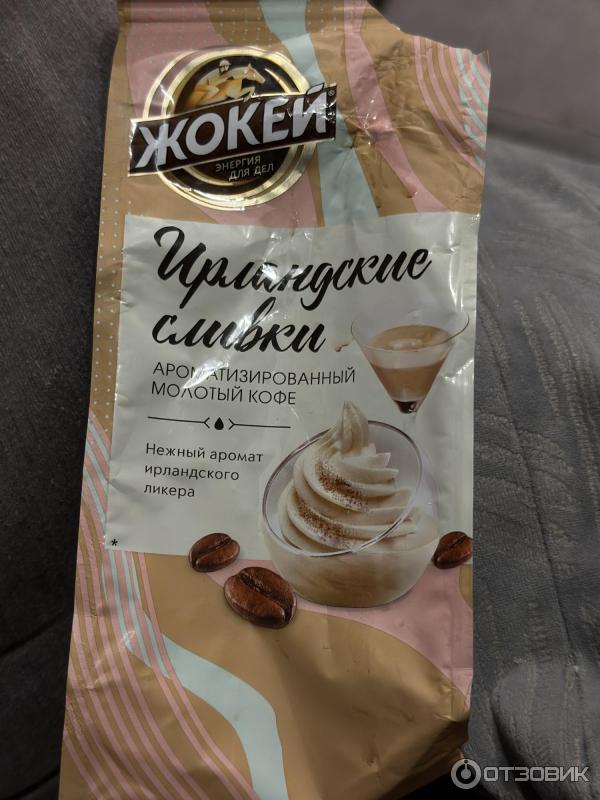 ЖОКЕЙ®
ЭНЕРГИЯ
ДЛЯ ДЕЛ
Ирландские
сливки
АРОМАТИЗИРОВАННЫЙ
МОЛОТЫЙ КОФЕ
Нежный аромат
ирландского
ликера
*
ОТЗОВИК